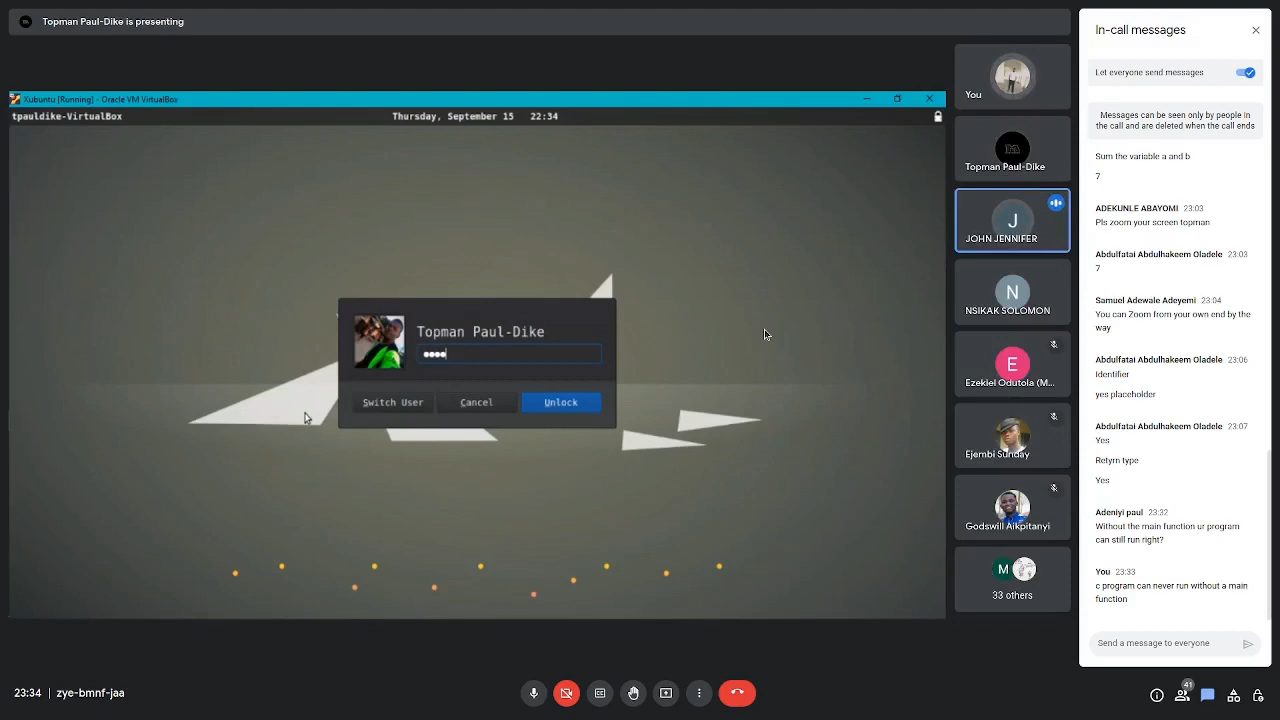 Topman Paul-Dike is presenting
Xubuntu [Running] - Oracle VM VirtualBox
tpauldike-VirtualBox
Thursday, September 15 22:34
Topman Paul-Dike
Switch User
Cancel
Unlock
You
Topman Paul-Dike
J
JOHN JENNIFER
N
NSIKAK SOLOMON
E
Ezekiel Odutola (M...
Ejembi Sunday
Godswill Aikpitanyi
M
33 others
In-call messages
Let everyone send messages
Messages can be seen only by people in
the call and are deleted when the call ends
Sum the variable a and b
7
ADEKUNLE ABAYOMI 23:03
Pls zoom your screen topman
Abdulfatai Abdulhakeem Oladele 23:03
7
Samuel Adewale Adeyemi 23:04
You can Zoom from your own end by the
way
Abdulfatai Abdulhakeem Oladele 23:06
Identifier
yes placeholder
Abdulfatai Abdulhakeem Oladele 23:07
Yes
Retyrn type
Yes
Adeniyi paul 23:32
Without the main function ur program
can still run right?
You 23:33
c program can never run without a main
function
Send a message to everyone
23:34 | zye-bmnf-jaa
41